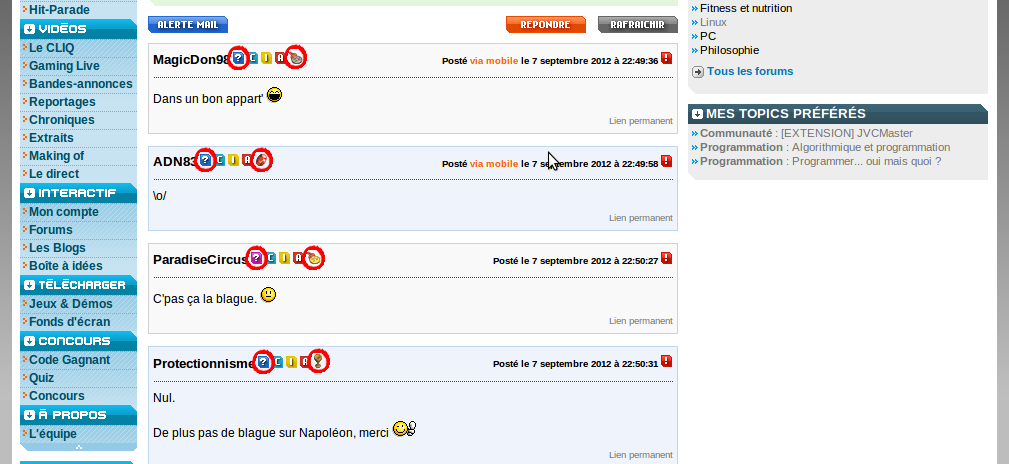 Hit-Parade
VIDÉOS
Le CLIQ
Gaming Live
Bandes-annonces
Reportages
Chroniques
Extraits
Making of
Le direct
INTERACTIF
Mon compte
Forums
Les Blogs
Boîte à idées
TÉLÉCHARGER
Jeux & Démos
Fonds d'écran
CONCOURS
Code Gagnant
Quiz
Concours
À PROPOS
L'équipe
ALERTE MAIL
RÉPONDRE
RAFRAICHIR
MagicDon98 ? C J A
Posté via mobile le 7 septembre 2012 à 22:49:36 !
Dans un bon appart'
Lien permanent
ADN83 ? C J A
Posté via mobile le 7 septembre 2012 à 22:49:58 !
\o/
Lien permanent
ParadiseCircus ? C J A
Posté le 7 septembre 2012 à 22:50:27 !
C'pas ça la blague.
Lien permanent
Protectionnisme ? C J A
Posté le 7 septembre 2012 à 22:50:31 !
Nul.
De plus pas de blague sur Napoléon, merci
Lien permanent
Fitness et nutrition
Linux
PC
Philosophie
Tous les forums
MES TOPICS PRÉFÉRÉS
Communauté : [EXTENSION] JVCMaster
Programmation : Algorithmique et programmation
Programmation : Programmer... oui mais quoi ?